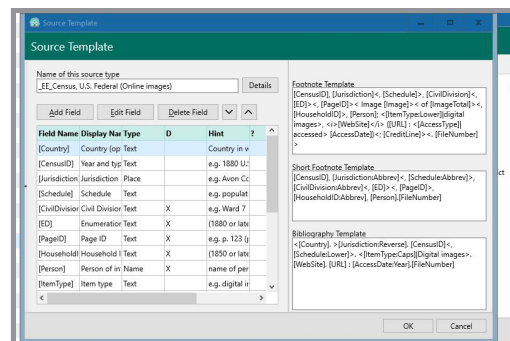 Source Template
Source Template
Name of this source type
_EE_Census, U.S. Federal (Online images)
Details
Add Field
Edit Field
Delete Field
Field Name Display Nar Type D Hint ?
[Country] Country (op Text Country in w
[CensusID] Year and typ Text e.g. 1880 U.S
[Jurisdiction Jurisdiction Place e.g. Avon Co
[Schedule] Schedule Text e.g. populat
[CivilDivision Civil Division Text X e.g. Ward 7
[ED] Enumeration Text X (1880 or late
[PageID] Page ID Text X e.g. p. 123 (p
[Household Household I Text X (1850 or late
[Person] Person of in Name X name of per
[ItemType] Item type Text e.g. digital ir
Footnote Template
[CensusID], [Jurisdiction]<, [Schedule]>, [CivilDivision]<,
[ED]>< , [PageID]>< Image [Image]>< of [ImageTotal]><,
[HouseholdID]>, [Person]; <[ItemType:Lower]|digital
images>, <i>[WebSite]</i> ([URL] : <[AccessType]|
accessed> [AccessDate])<; [CreditLine]><. [FileNumber]
>
Short Footnote Template
[CensusID], [Jurisdiction:Abbrev]<, [Schedule:Abbrev]>,
[CivilDivision:Abbrev]<, [ED]>< , [PageID]>,
[HouseholdID:Abbrev], [Person].[FileNumber]
Bibliography Template
<[Country]. >[Jurisdiction:Reverse]. [CensusID]<,
[Schedule:Lower]>. <[ItemType:Caps]|Digital images>.
[WebSite]. [URL] : [AccessDate:Year].[FileNumber]
ct
OK
Cancel